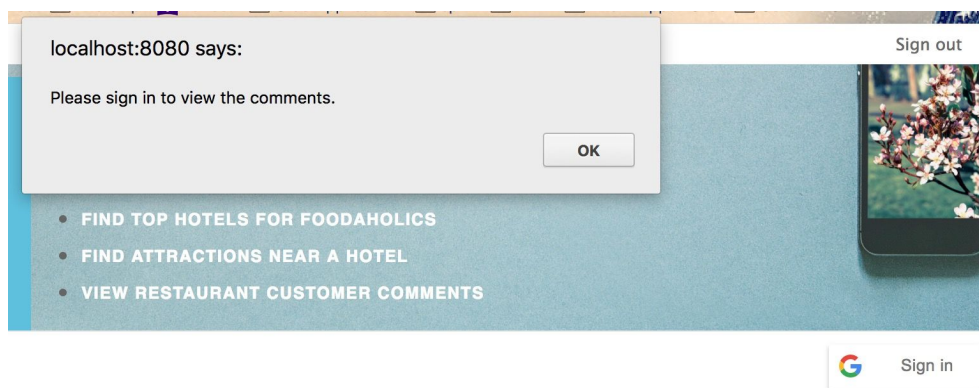 localhost:8080 says:
Sign out
Please sign in to view the comments.
OK
FIND TOP HOTELS FOR FOODAHOLICS
FIND ATTRACTIONS NEAR A HOTEL
VIEW RESTAURANT CUSTOMER COMMENTS
Sign in